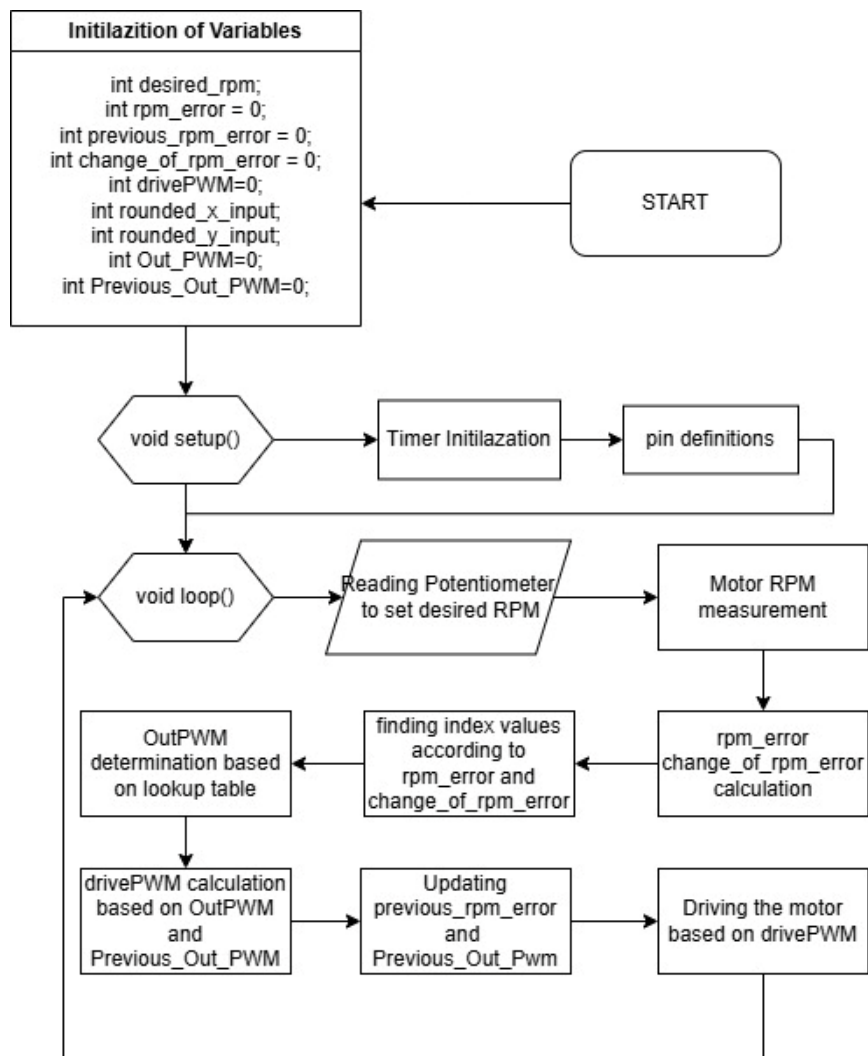 Initilazition of Variables
int desired_rpm;
int rpm_error = 0;
int previous_rpm_error = 0;
int change_of_rpm_error = 0;
int drivePWM=0;
int rounded_x_input;
int rounded_y_input;
int Out_PWM=0;
int Previous_Out_PWM=0;
START
void setup()
Timer Initilazation
pin definitions
void loop()
Reading Potentiometer
to set desired RPM
Motor RPM
measurement
rpm_error
change_of_rpm_error
calculation
finding index values
according to
rpm_error and
change_of_rpm_error
OutPWM
determination based
on lookup table
drivePWM calculation
based on OutPWM
and
Previous_Out_PWM
Updating
previous_rpm_error
and
Previous_Out_Pwm
Driving the motor
based on drivePWM